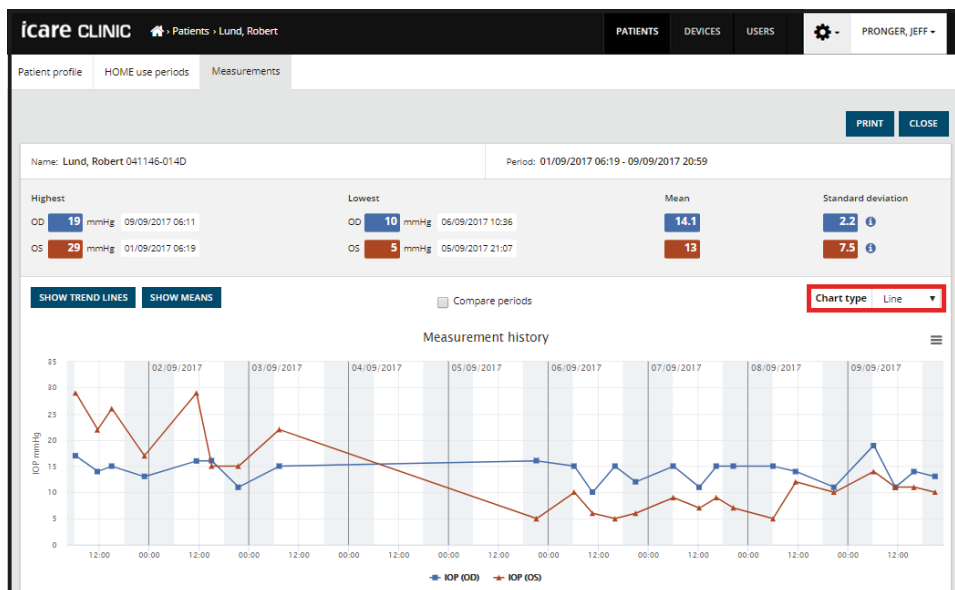 icare CLINIC › Patients › Lund, Robert PATIENTS DEVICES USERS PRONGER, JEFF
Patient profile HOME use periods Measurements
PRINT CLOSE
Name: Lund, Robert 041146-014D Period: 01/09/2017 06:19 - 09/09/2017 20:59
Highest Lowest Mean Standard deviation
OD 19 mmHg 09/09/2017 06:11 OD 10 mmHg 06/09/2017 10:36 14.1 2.2
OS 29 mmHg 01/09/2017 06:19 OS 5 mmHg 05/09/2017 21:07 13 7.5
SHOW TREND LINES SHOW MEANS Compare periods Chart type Line
Measurement history
35 02/09/2017 03/09/2017 04/09/2017 05/09/2017 06/09/2017 07/09/2017 08/09/2017 09/09/2017
30
25
20
15
10
5
0
IOP mmHg
12:00 00:00 12:00 00:00 12:00 00:00 12:00 00:00 12:00 00:00 12:00 00:00 12:00 00:00 12:00 00:00 12:00
IOP (OD) IOP (OS)